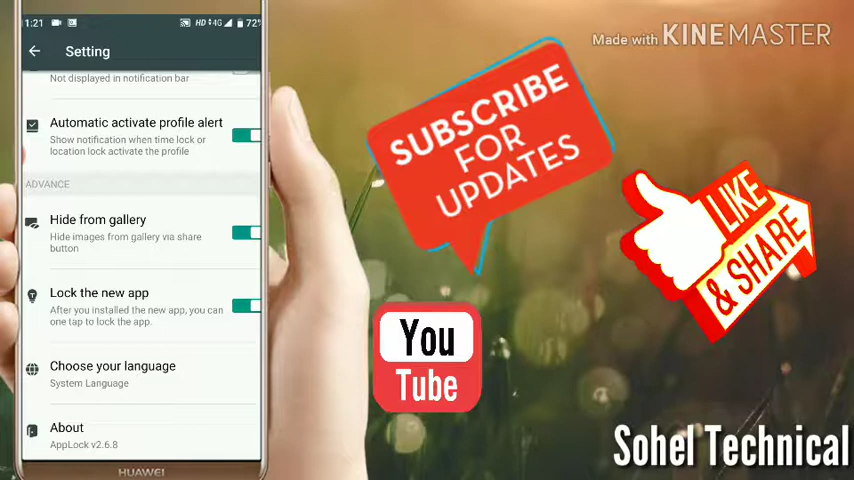 1:21
HD 4G
72%
Setting
Not displayed in notification bar
Automatic activate profile alert
Show notification when time lock or
location lock activate the profile
ADVANCE
Hide from gallery
Hide images from gallery via share
button
Lock the new app
After you installed the new app, you can
one tap to lock the app.
Choose your language
System Language
About
AppLock v2.6.8
HUAWEI
Made with KINEMASTER
SUBSCRIBE
FOR
UPDATES
LIKE
& SHARE
You
Tube
Sohel Technical